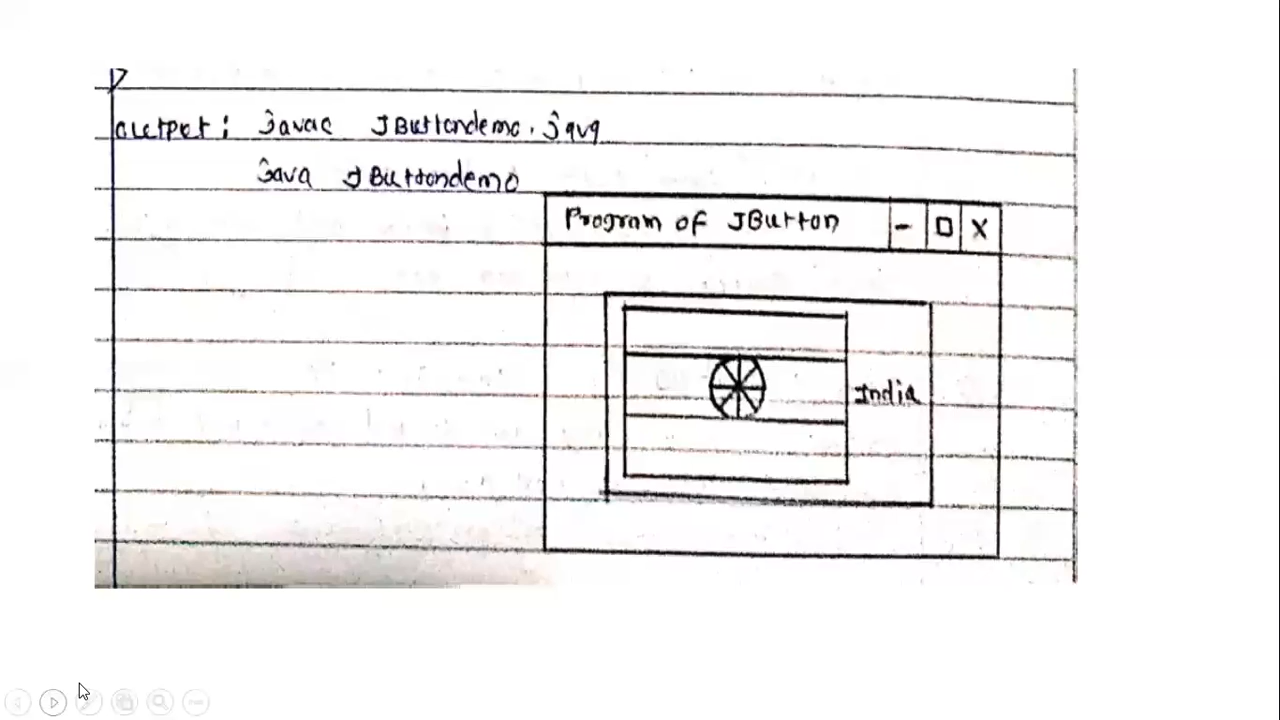 output: javac JButtondemo.java
java JButtondemo
Program of JButton - □ X
India